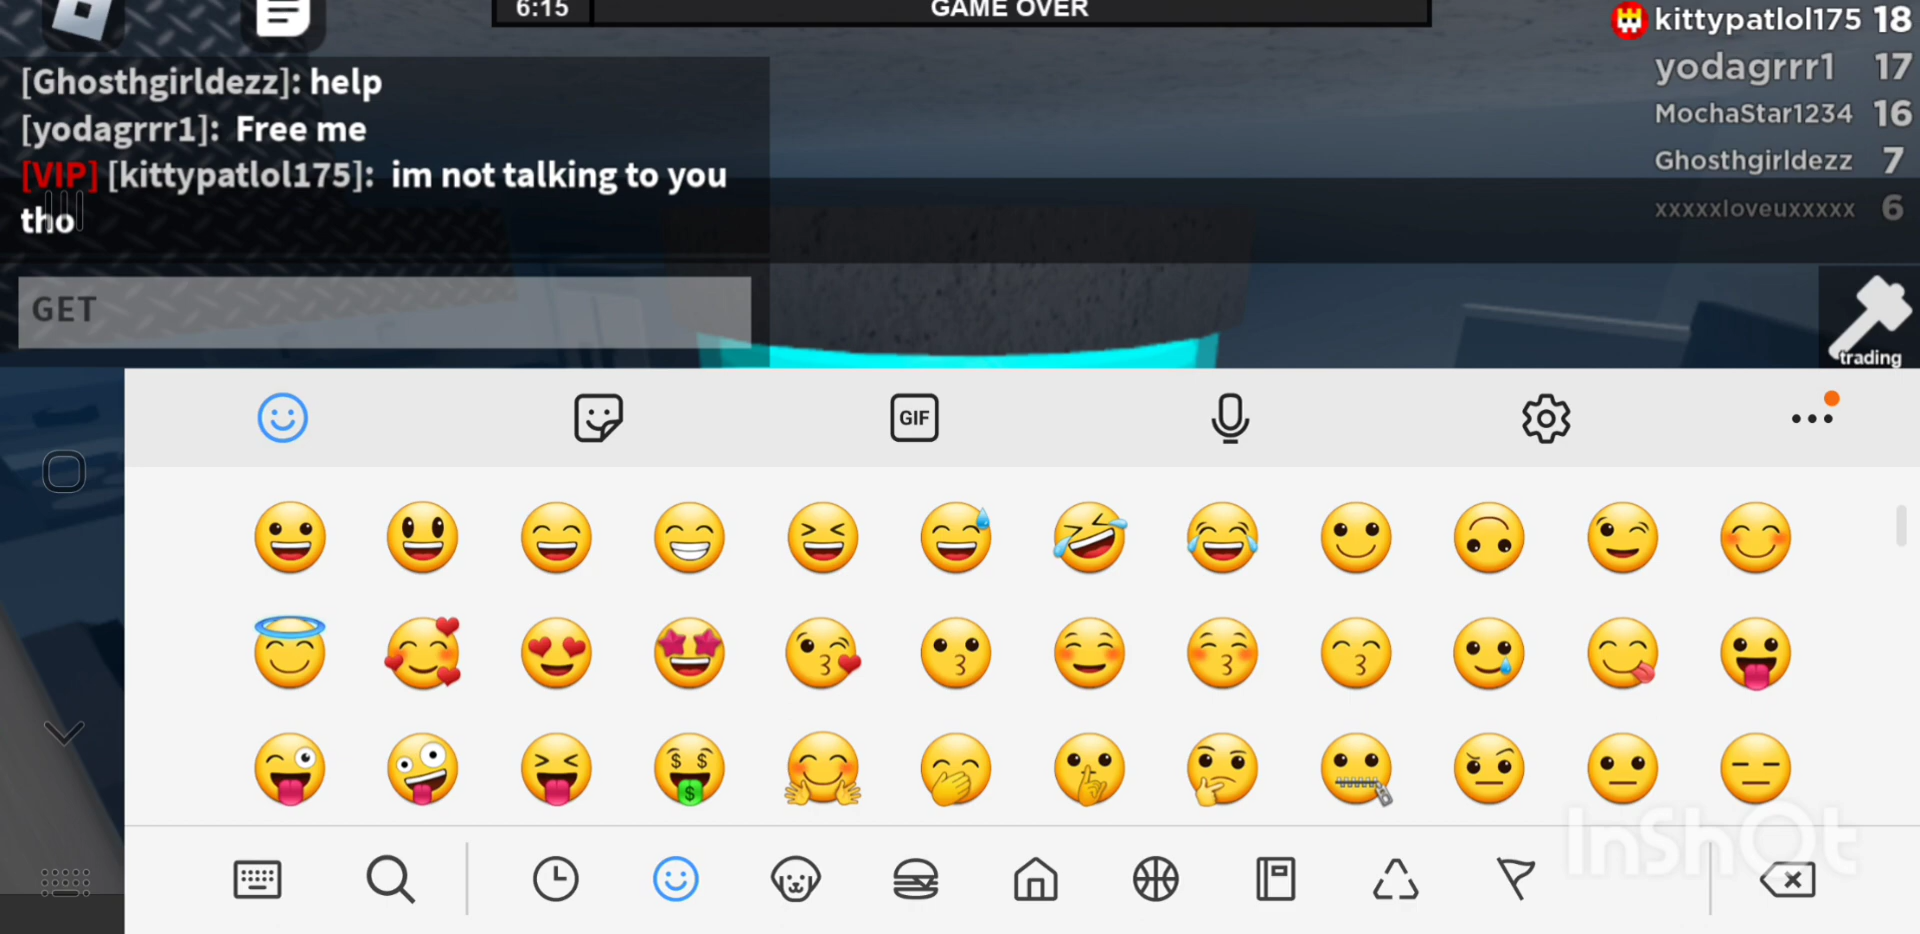 6:15
GAME OVER
kittypatlol175 18
yodagrrr1 17
MochaStar1234 16
Ghosthgirldezz 7
xxxxxloveuxxxxx 6
[Ghosthgirldezz]: help
[yodagrrr1]: Free me
[VIP] [kittypatlol175]: im not talking to you
tho
GET
trading
GIF
InShOt